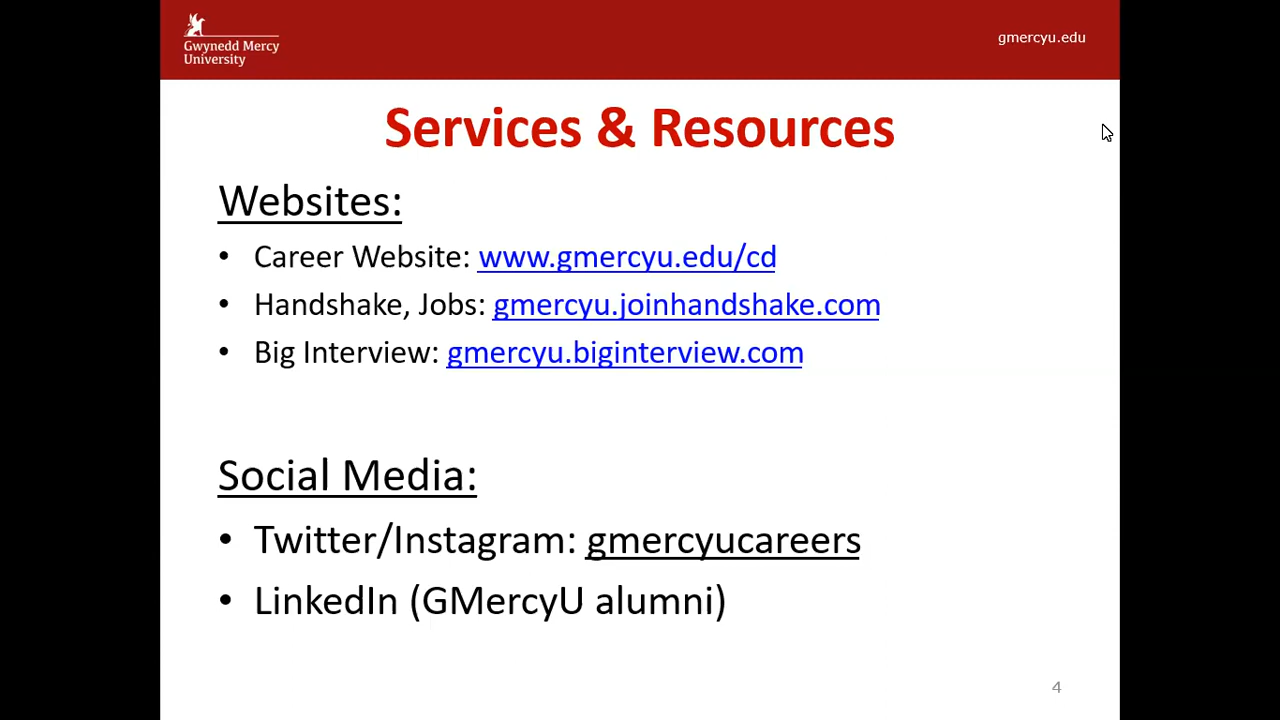 Gwynedd Mercy
University
gmercyu.edu
Services & Resources
Websites:
• Career Website: www.gmercyu.edu/cd
• Handshake, Jobs: gmercyu.joinhandshake.com
• Big Interview: gmercyu.biginterview.com
Social Media:
• Twitter/Instagram: gmercyucareers
• LinkedIn (GMercyU alumni)
4